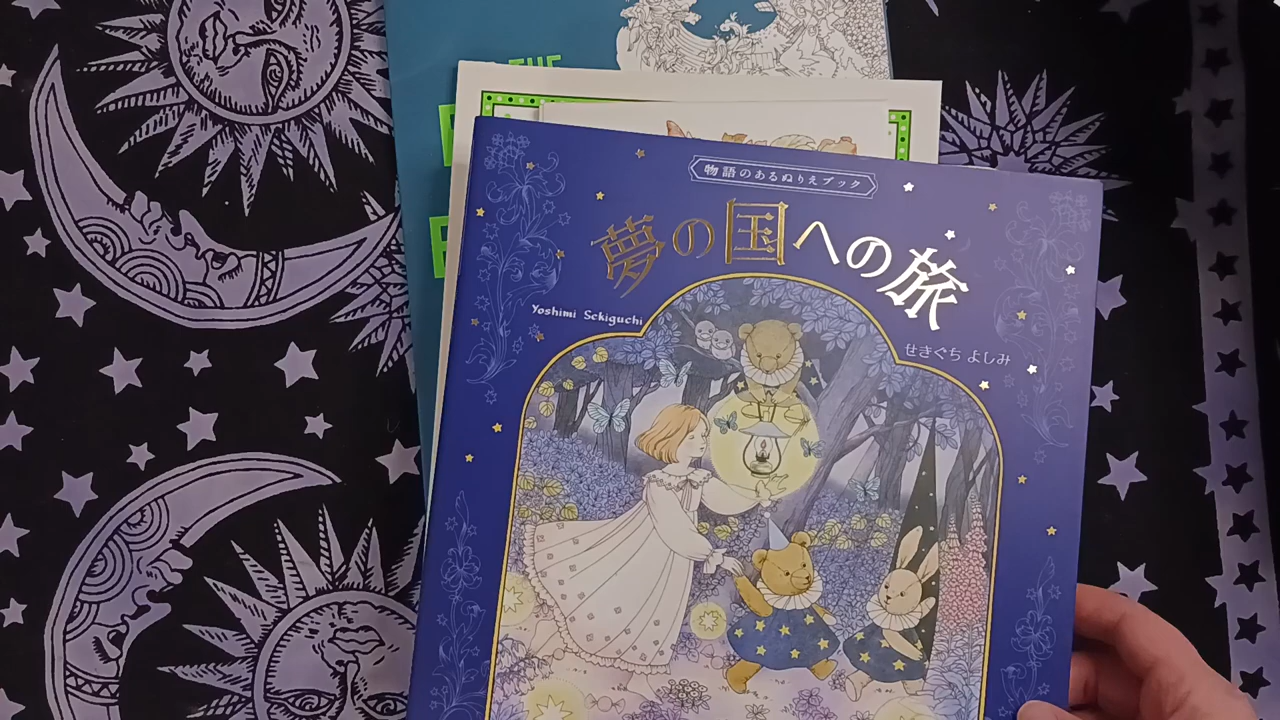 THE
物語のあるぬりえブック
夢の国への旅
Yoshimi Sekiguchi
せきぐち よしみ